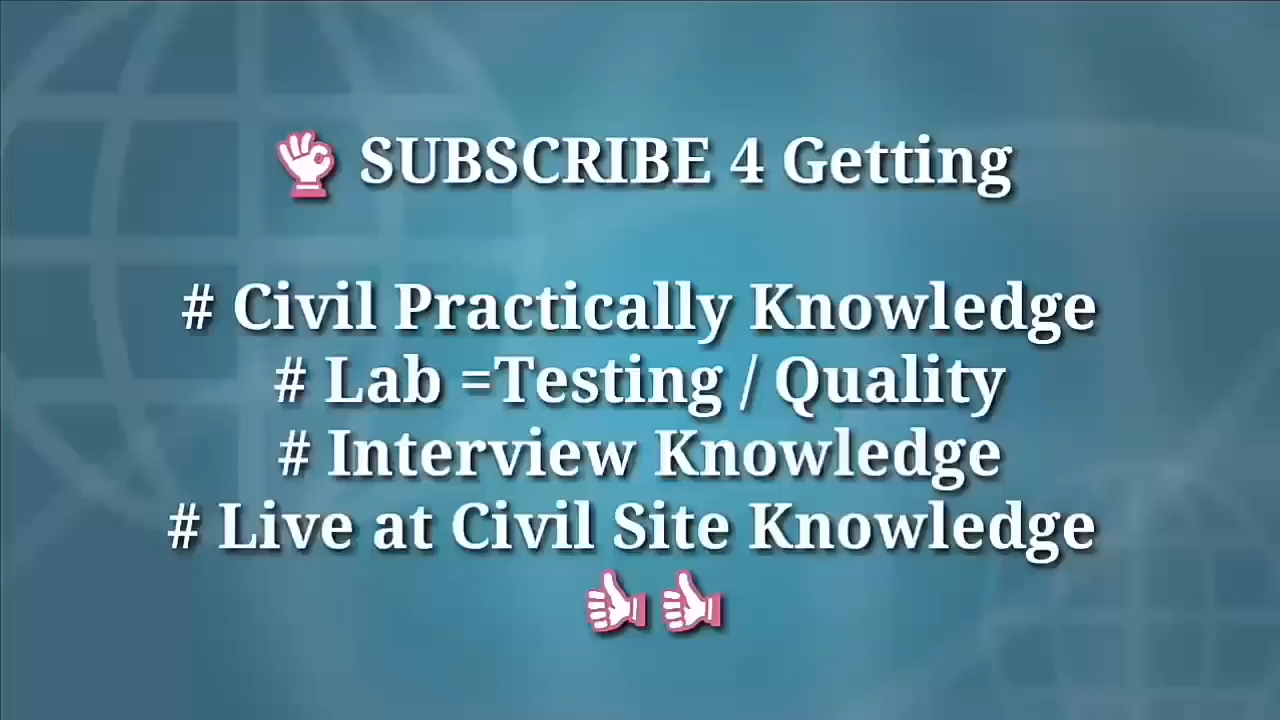 👌 SUBSCRIBE 4 Getting
# Civil Practically Knowledge
# Lab =Testing / Quality
# Interview Knowledge
# Live at Civil Site Knowledge
👍👍